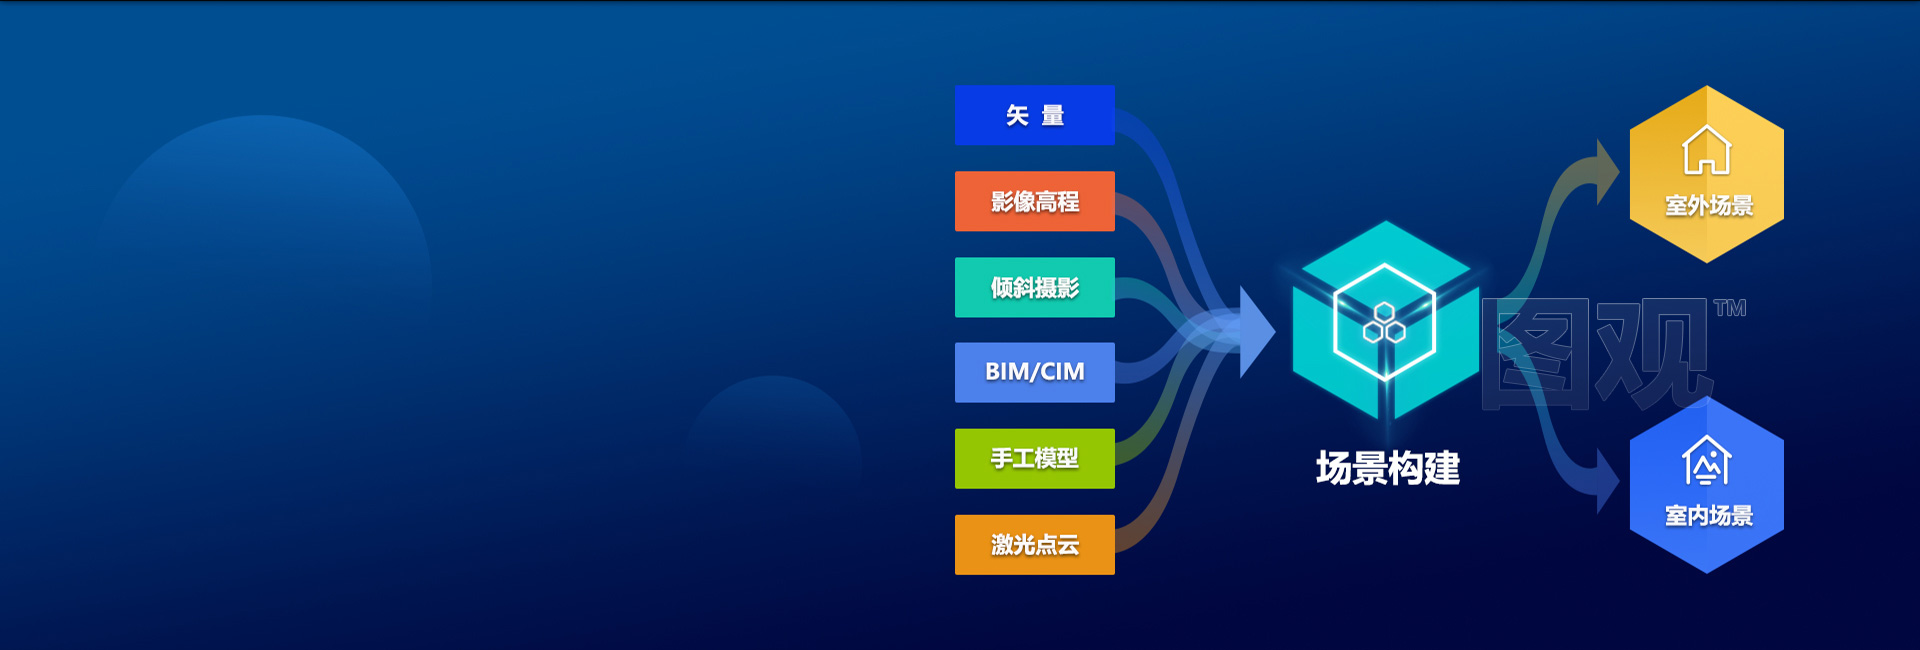 矢 量
影像高程
倾斜摄影
BIM/CIM
手工模型
激光点云
场景构建
图观™
室外场景
室内场景